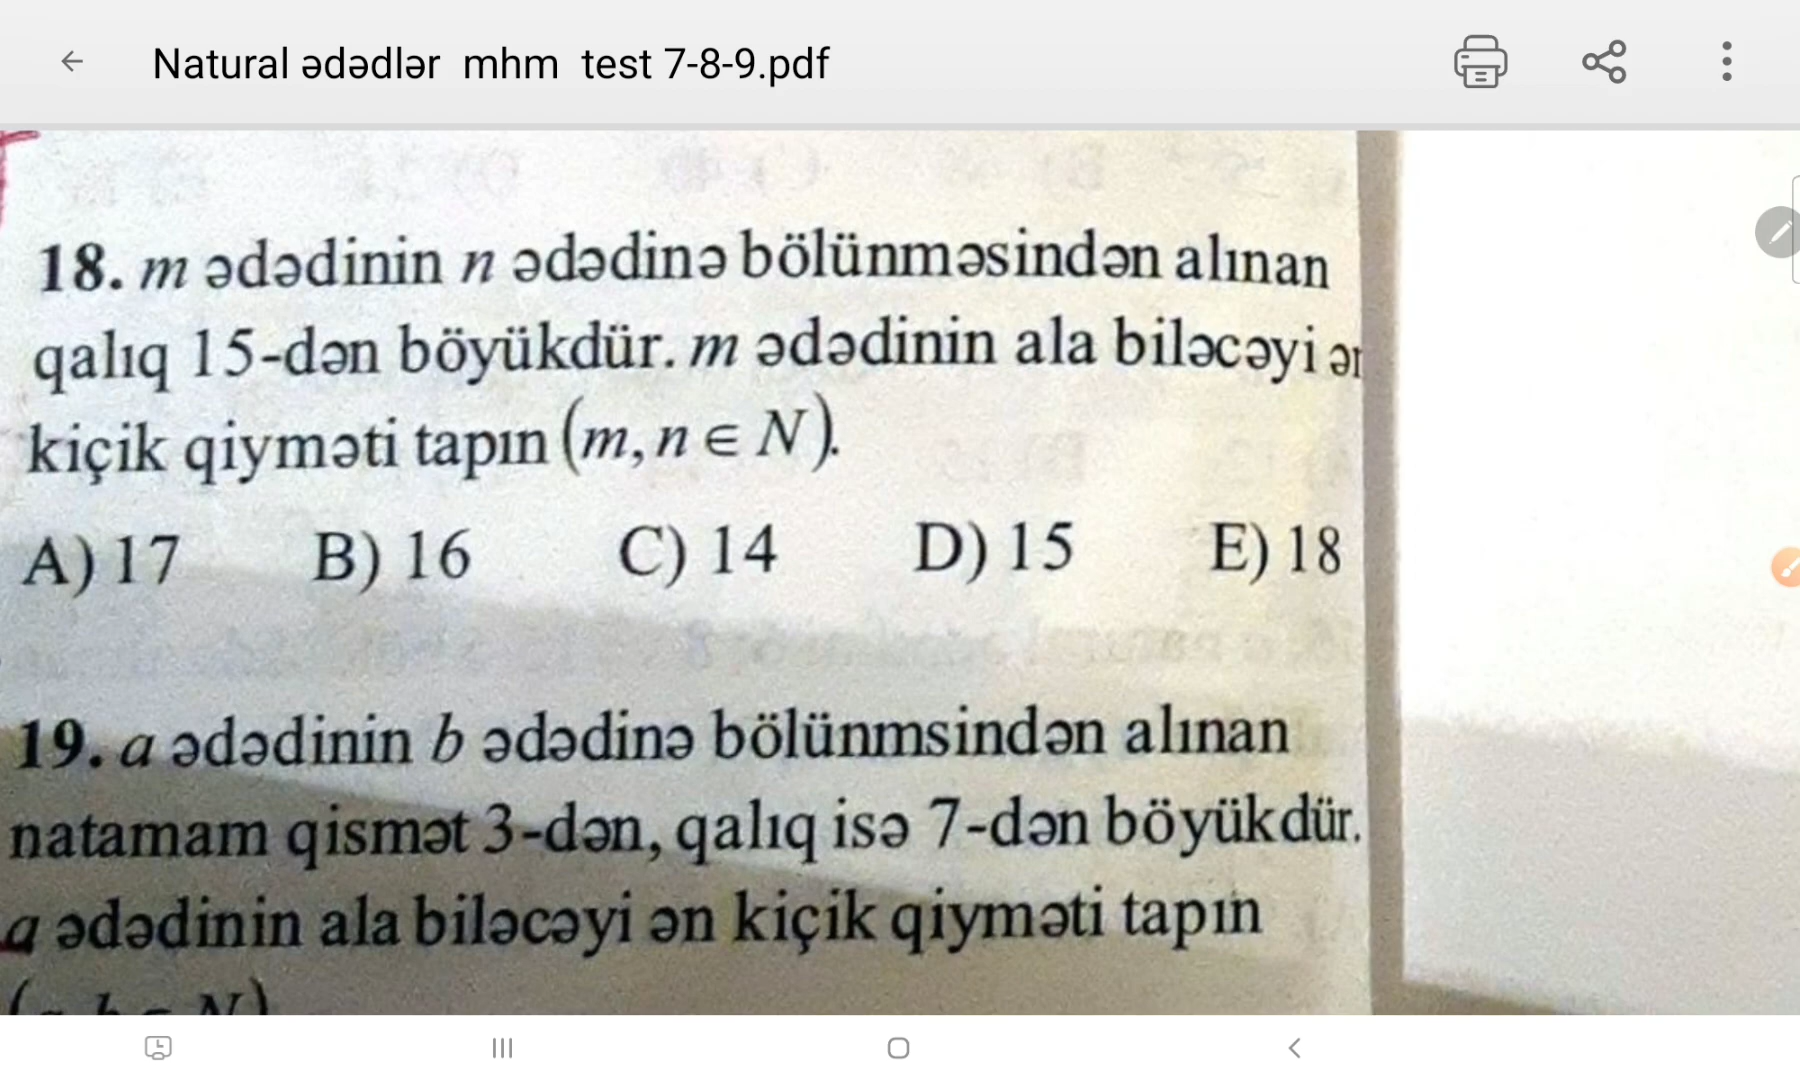 Natural ədədlər mhm test 7-8-9.pdf
18. m ədədinin n ədədinə bölünməsindən alınan
qalıq 15-dən böyükdür. m ədədinin ala biləcəyi ən
kiçik qiyməti tapın (m, n ∈ N).
A) 17 B) 16 C) 14 D) 15 E) 18
19. a ədədinin b ədədinə bölünmsindən alınan
natamam qismət 3-dən, qalıq isə 7-dən böyükdür.
a ədədinin ala biləcəyi ən kiçik qiyməti tapın